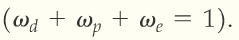 (ω_d + ω_p + ω_e = 1).